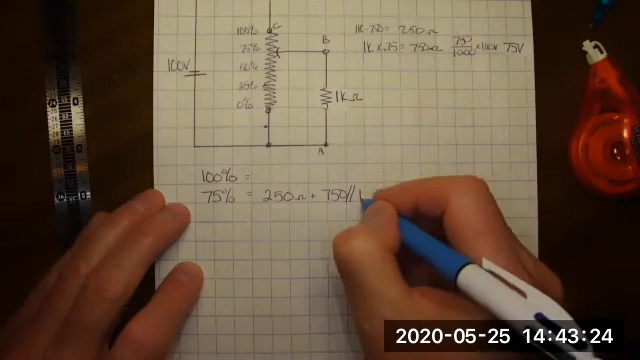 100% C
1K-750 = 250Ω
75%
B
1K x .75 = 750Ω 750/1000 x 100V 75V
100V
50%
1KΩ
0%
A
100% =
75% = 250Ω + 750// 1
2020-05-25 14:43:24